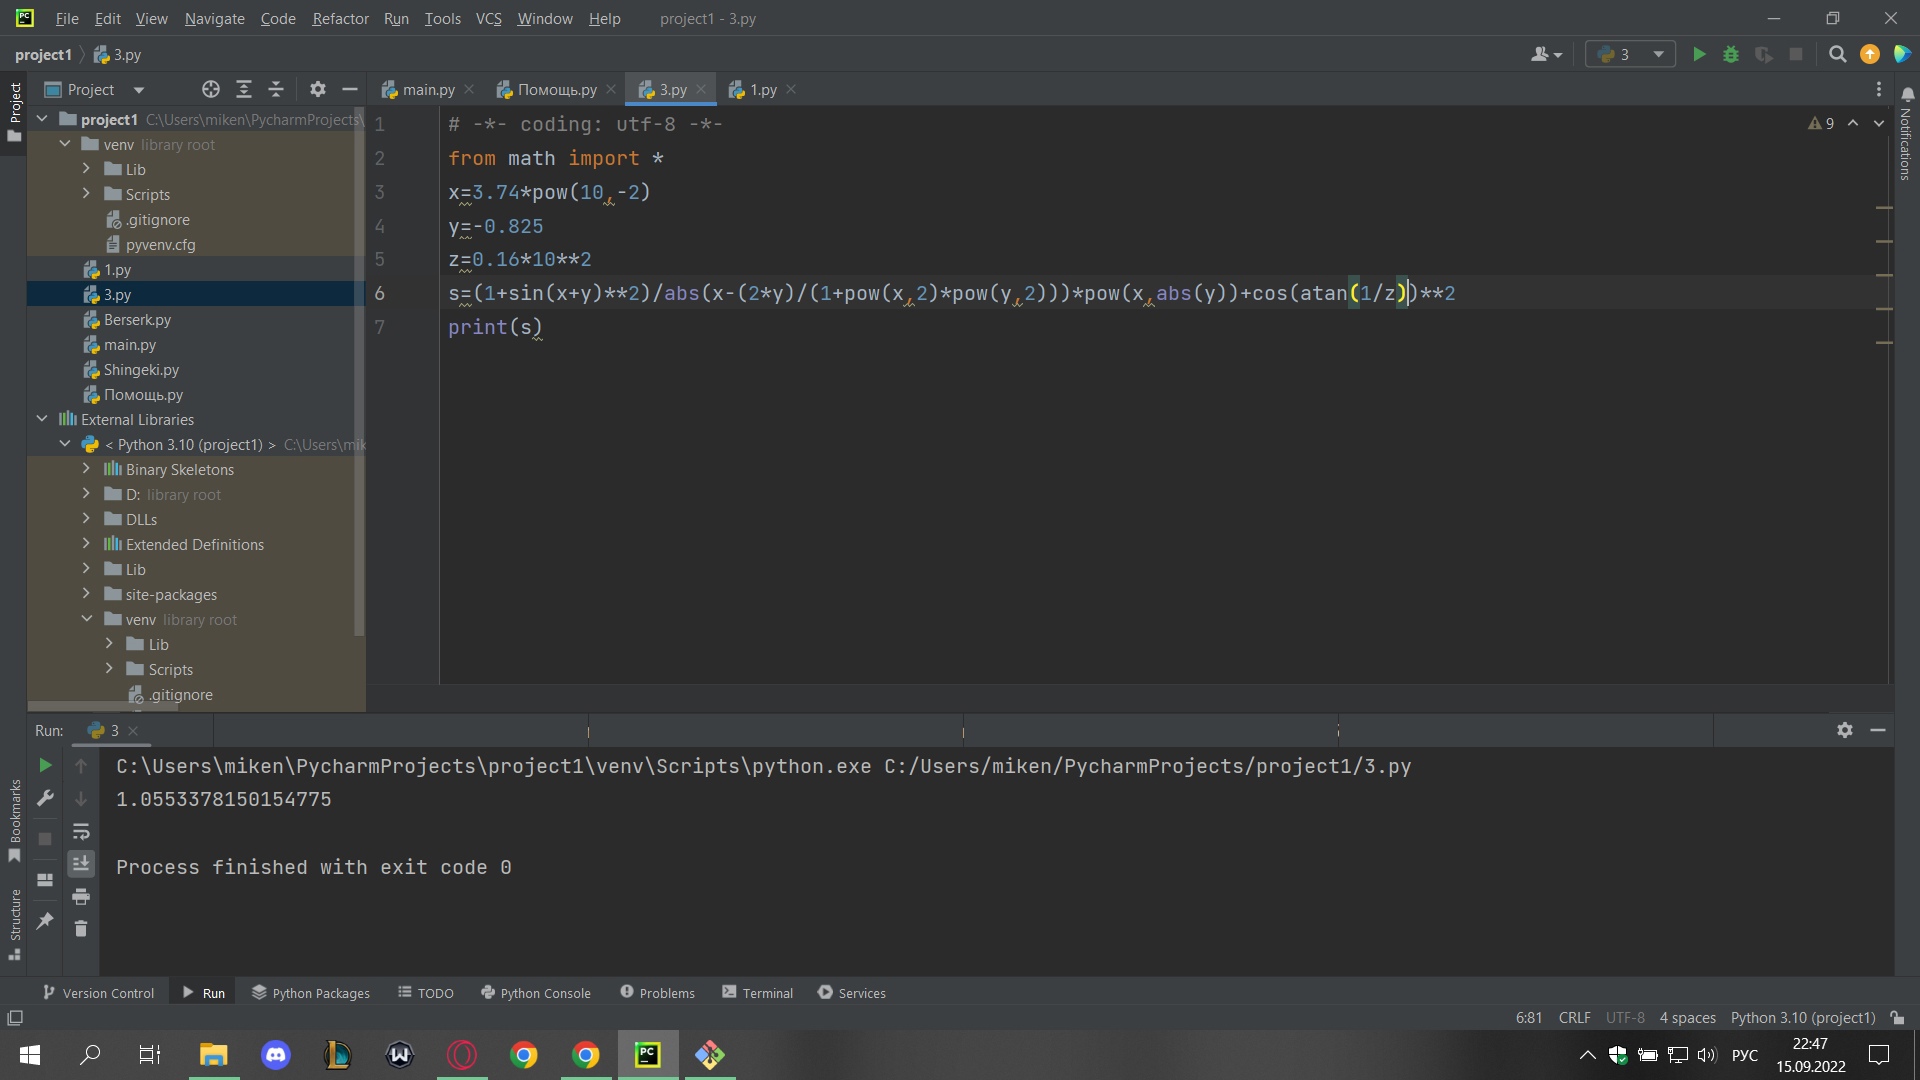 File Edit View Navigate Code Refactor Run Tools VCS Window Help project1 - 3.py
project1 3.py 3
Project main.py Помощь.py 3.py 1.py
project1 C:\Users\miken\PycharmProjects\
venv library root
Lib
Scripts
.gitignore
pyvenv.cfg
1.py
3.py
Berserk.py
main.py
Shingeki.py
Помощь.py
External Libraries
< Python 3.10 (project1) > C:\Users\mik
Binary Skeletons
D: library root
DLLs
Extended Definitions
Lib
site-packages
venv library root
Lib
Scripts
.gitignore
1 # -*- coding: utf-8 -*-
2 from math import *
3 x=3.74*pow(10,-2)
4 y=-0.825
5 z=0.16*10**2
6 s=(1+sin(x+y)**2)/abs(x-(2*y)/(1+pow(x,2)*pow(y,2)))*pow(x,abs(y))+cos(atan(1/z))**2
7 print(s)
9
Project
Bookmarks
Structure
Notifications
Run: 3
C:\Users\miken\PycharmProjects\project1\venv\Scripts\python.exe C:/Users/miken/PycharmProjects/project1/3.py
1.0553378150154775
Process finished with exit code 0
Version Control Run Python Packages TODO Python Console Problems Terminal Services
6:81 CRLF UTF-8 4 spaces Python 3.10 (project1)
PC
РУС
22:47
15.09.2022